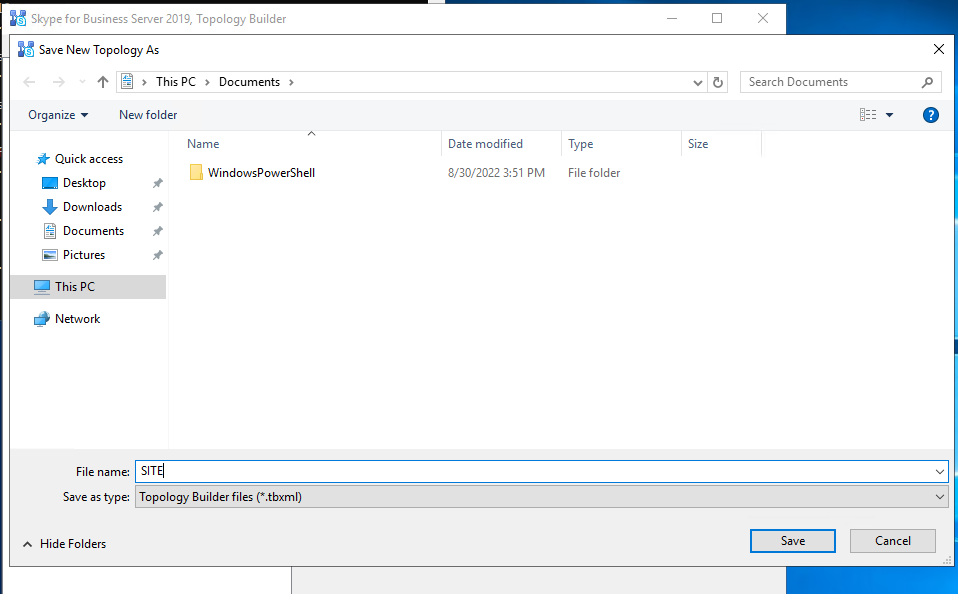 Skype for Business Server 2019, Topology Builder
Save New Topology As
This PC > Documents >
Search Documents
Organize
New folder
Name
Date modified
Type
Size
Quick access
Desktop
Downloads
Documents
Pictures
This PC
Network
WindowsPowerShell
8/30/2022 3:51 PM
File folder
File name: SITE
Save as type: Topology Builder files (*.tbxml)
Hide Folders
Save
Cancel